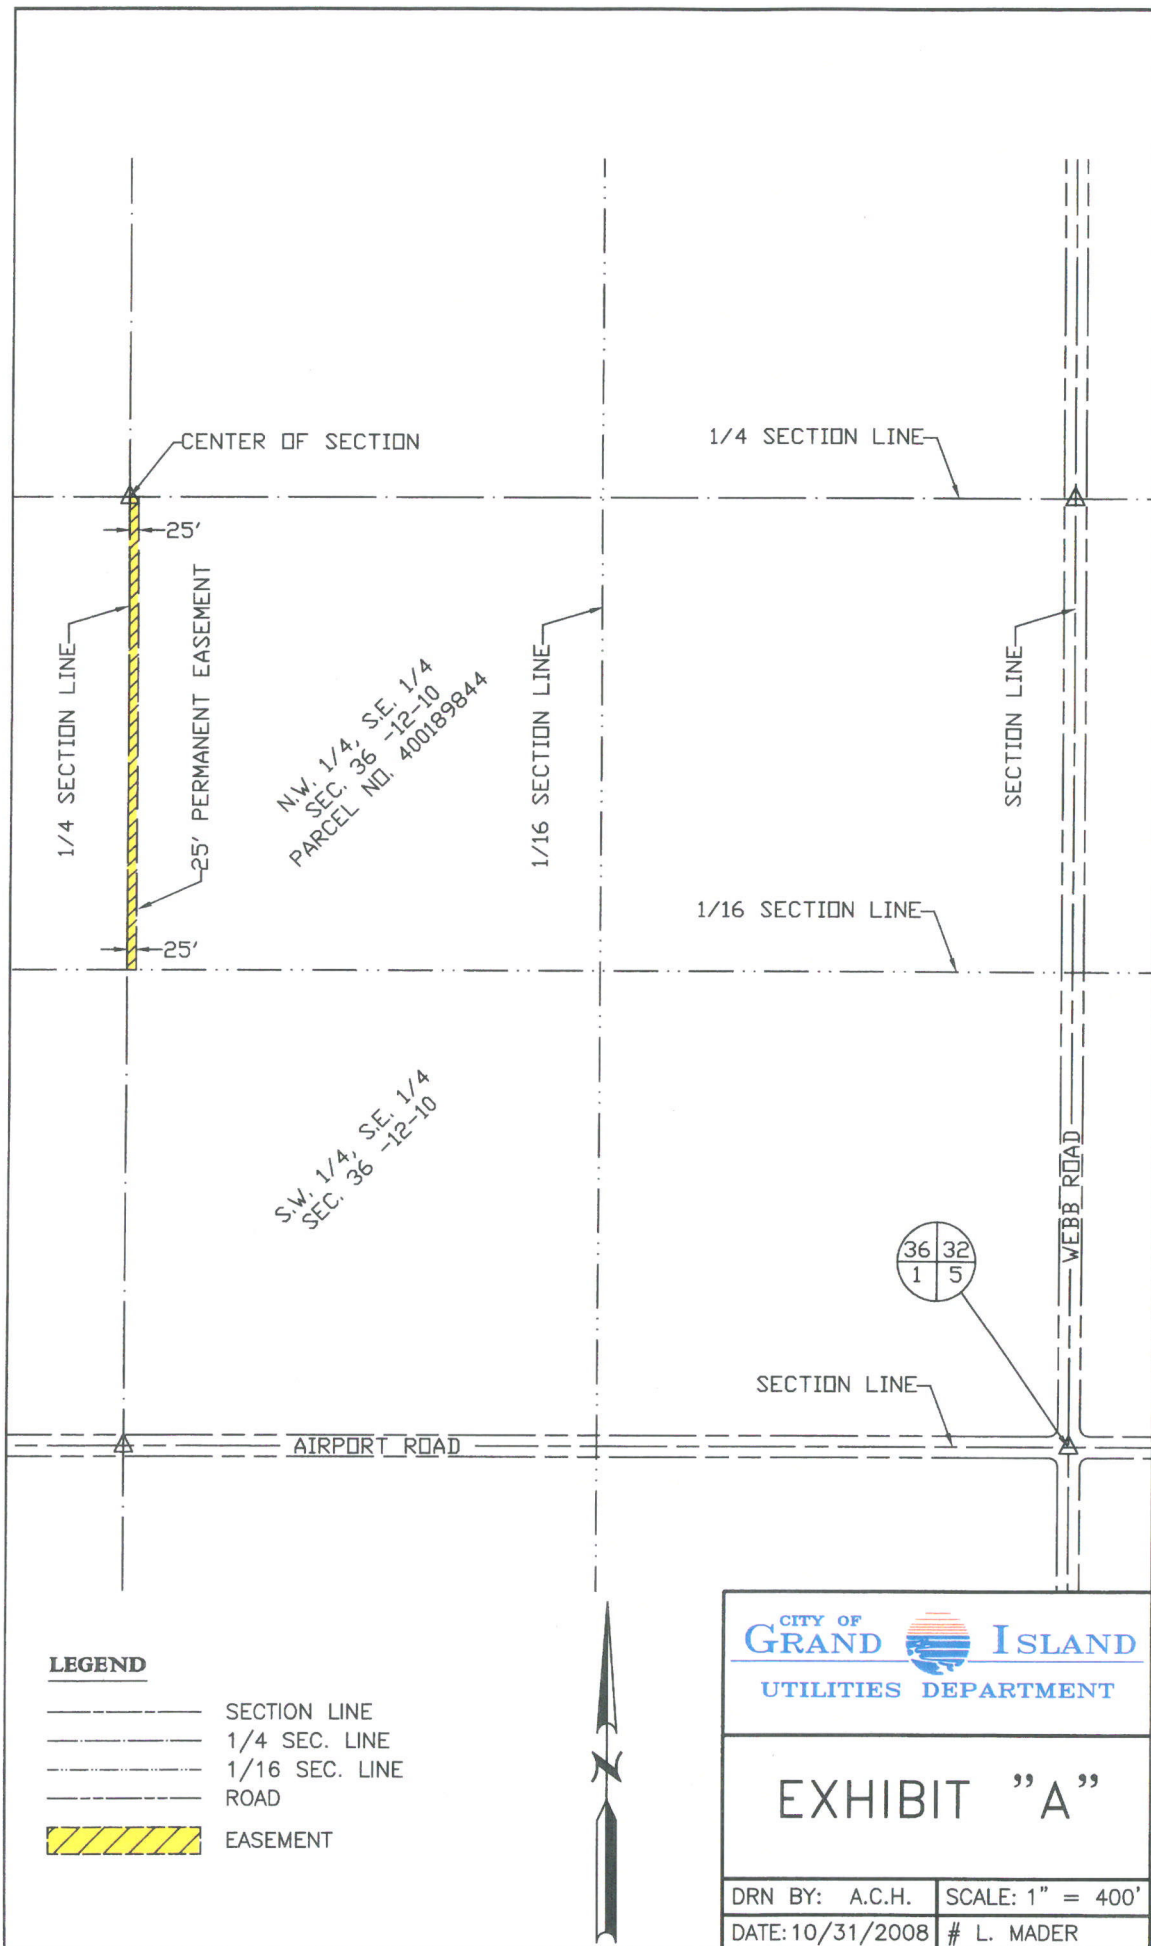 CENTER OF SECTION
1/4 SECTION LINE
25'
1/4 SECTION LINE
25' PERMANENT EASEMENT
N.W. 1/4, S.E. 1/4
SEC. 36 -12-10
PARCEL NO. 400189844
1/16 SECTION LINE
SECTION LINE
1/16 SECTION LINE
25'
S.W. 1/4, S.E. 1/4
SEC. 36 -12-10
WEBB ROAD
36 32
1 5
SECTION LINE
AIRPORT ROAD
LEGEND
SECTION LINE
1/4 SEC. LINE
1/16 SEC. LINE
ROAD
EASEMENT
N
CITY OF
GRAND ISLAND
UTILITIES DEPARTMENT
EXHIBIT "A"
DRN BY: A.C.H.
SCALE: 1" = 400'
DATE: 10/31/2008
# L. MADER